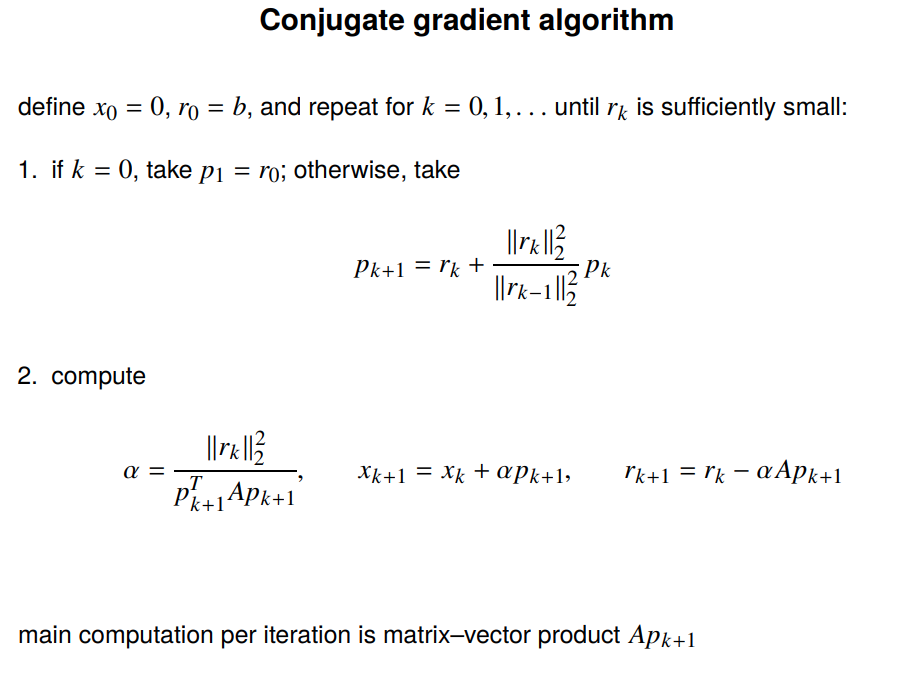 Conjugate gradient algorithm
define $x_0 = 0$, $r_0 = b$, and repeat for $k = 0, 1, \ldots$ until $r_k$ is sufficiently small:
1. if $k = 0$, take $p_1 = r_0$; otherwise, take
$p_{k+1} = r_k + \frac{\|r_k\|_2^2}{\|r_{k-1}\|_2^2} p_k$
2. compute
$\alpha = \frac{\|r_k\|_2^2}{p_{k+1}^T A p_{k+1}}, \quad x_{k+1} = x_k + \alpha p_{k+1}, \quad r_{k+1} = r_k - \alpha A p_{k+1}$
main computation per iteration is matrix–vector product $A p_{k+1}$